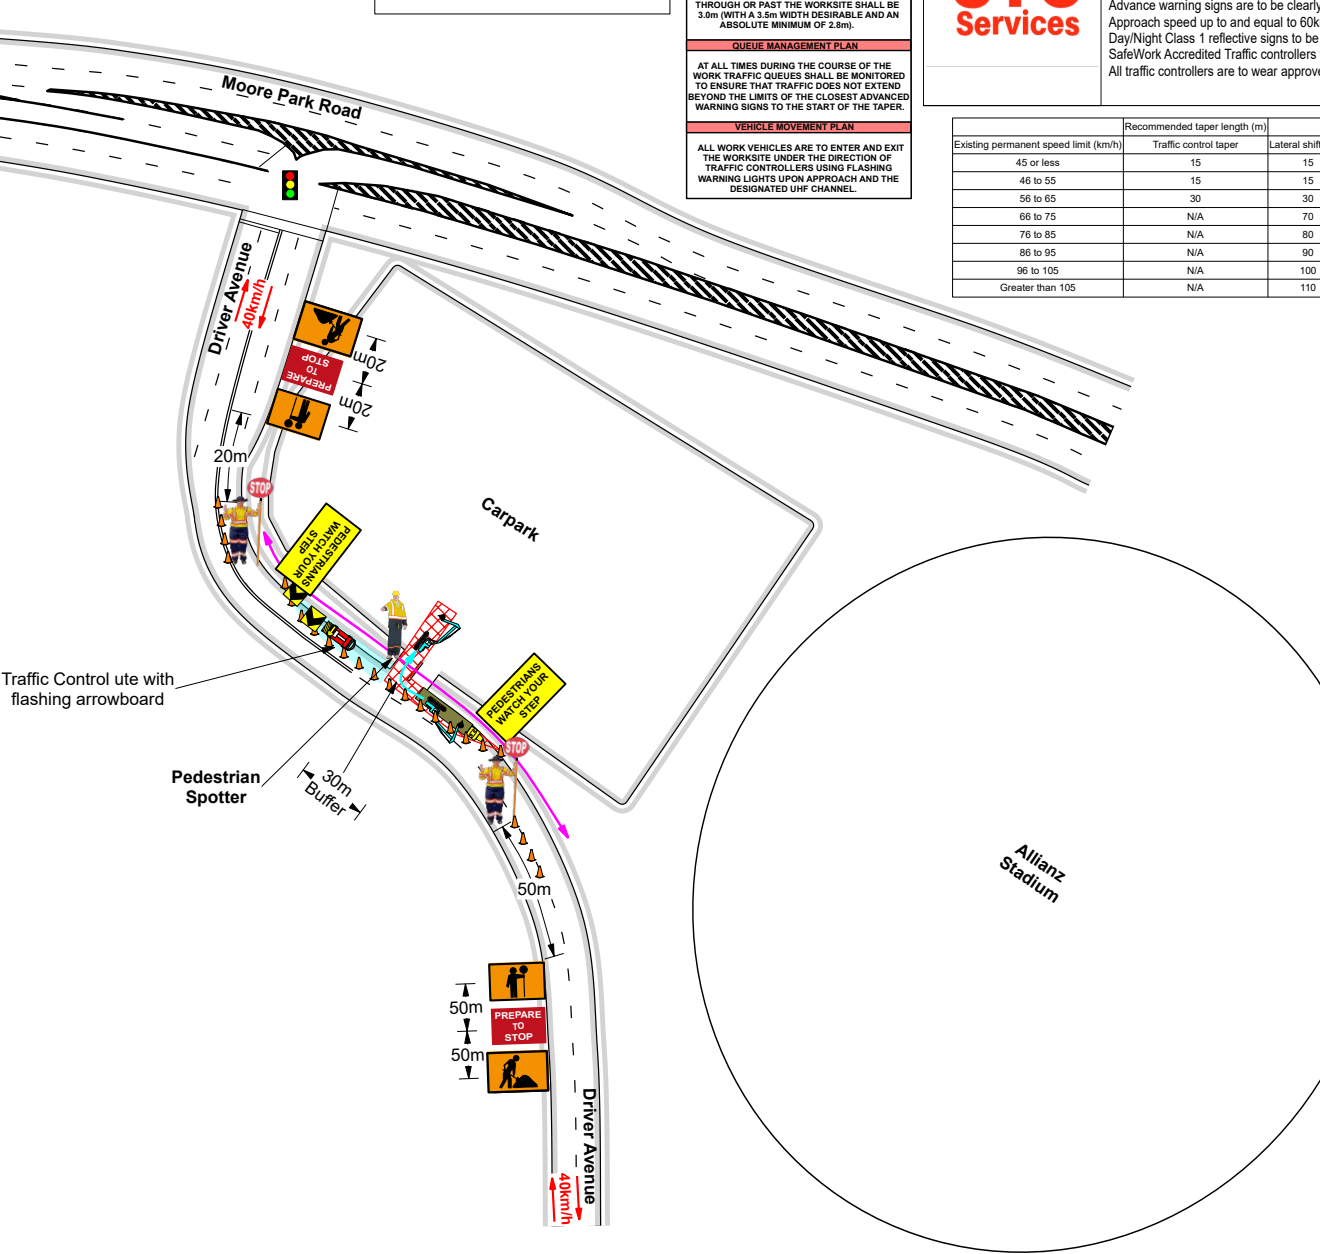 THROUGH OR PAST THE WORKSITE SHALL BE
3.0m (WITH A 3.5m WIDTH DESIRABLE AND AN
ABSOLUTE MINIMUM OF 2.8m).
QUEUE MANAGEMENT PLAN
AT ALL TIMES DURING THE COURSE OF THE
WORK TRAFFIC QUEUES SHALL BE MONITORED
TO ENSURE THAT TRAFFIC DOES NOT EXTEND
BEYOND THE LIMITS OF THE CLOSEST ADVANCED
WARNING SIGNS TO THE START OF THE TAPER.
VEHICLE MOVEMENT PLAN
ALL WORK VEHICLES ARE TO ENTER AND EXIT
THE WORKSITE UNDER THE DIRECTION OF
TRAFFIC CONTROLLERS USING FLASHING
WARNING LIGHTS UPON APPROACH AND THE
DESIGNATED UHF CHANNEL.
Services
Advance warning signs are to be clearly
Approach speed up to and equal to 60k
Day/Night Class 1 reflective signs to be
SafeWork Accredited Traffic controllers
All traffic controllers are to wear approve
Recommended taper length (m)
Existing permanent speed limit (km/h) Traffic control taper Lateral shift
45 or less 15 15
46 to 55 15 15
56 to 65 30 30
66 to 75 N/A 70
76 to 85 N/A 80
86 to 95 N/A 90
96 to 105 N/A 100
Greater than 105 N/A 110
Moore Park Road
Driver Avenue
40km/h
20m
PREPARE
TO
STOP
20m
20m
STOP
Carpark
PEDESTRIANS
WATCH YOUR
STEP
Traffic Control ute with
flashing arrowboard
PEDESTRIANS
WATCH YOUR
STEP
STOP
Pedestrian
Spotter
30m
Buffer
Allianz
Stadium
50m
50m
PREPARE
TO
STOP
50m
Driver Avenue
40km/h